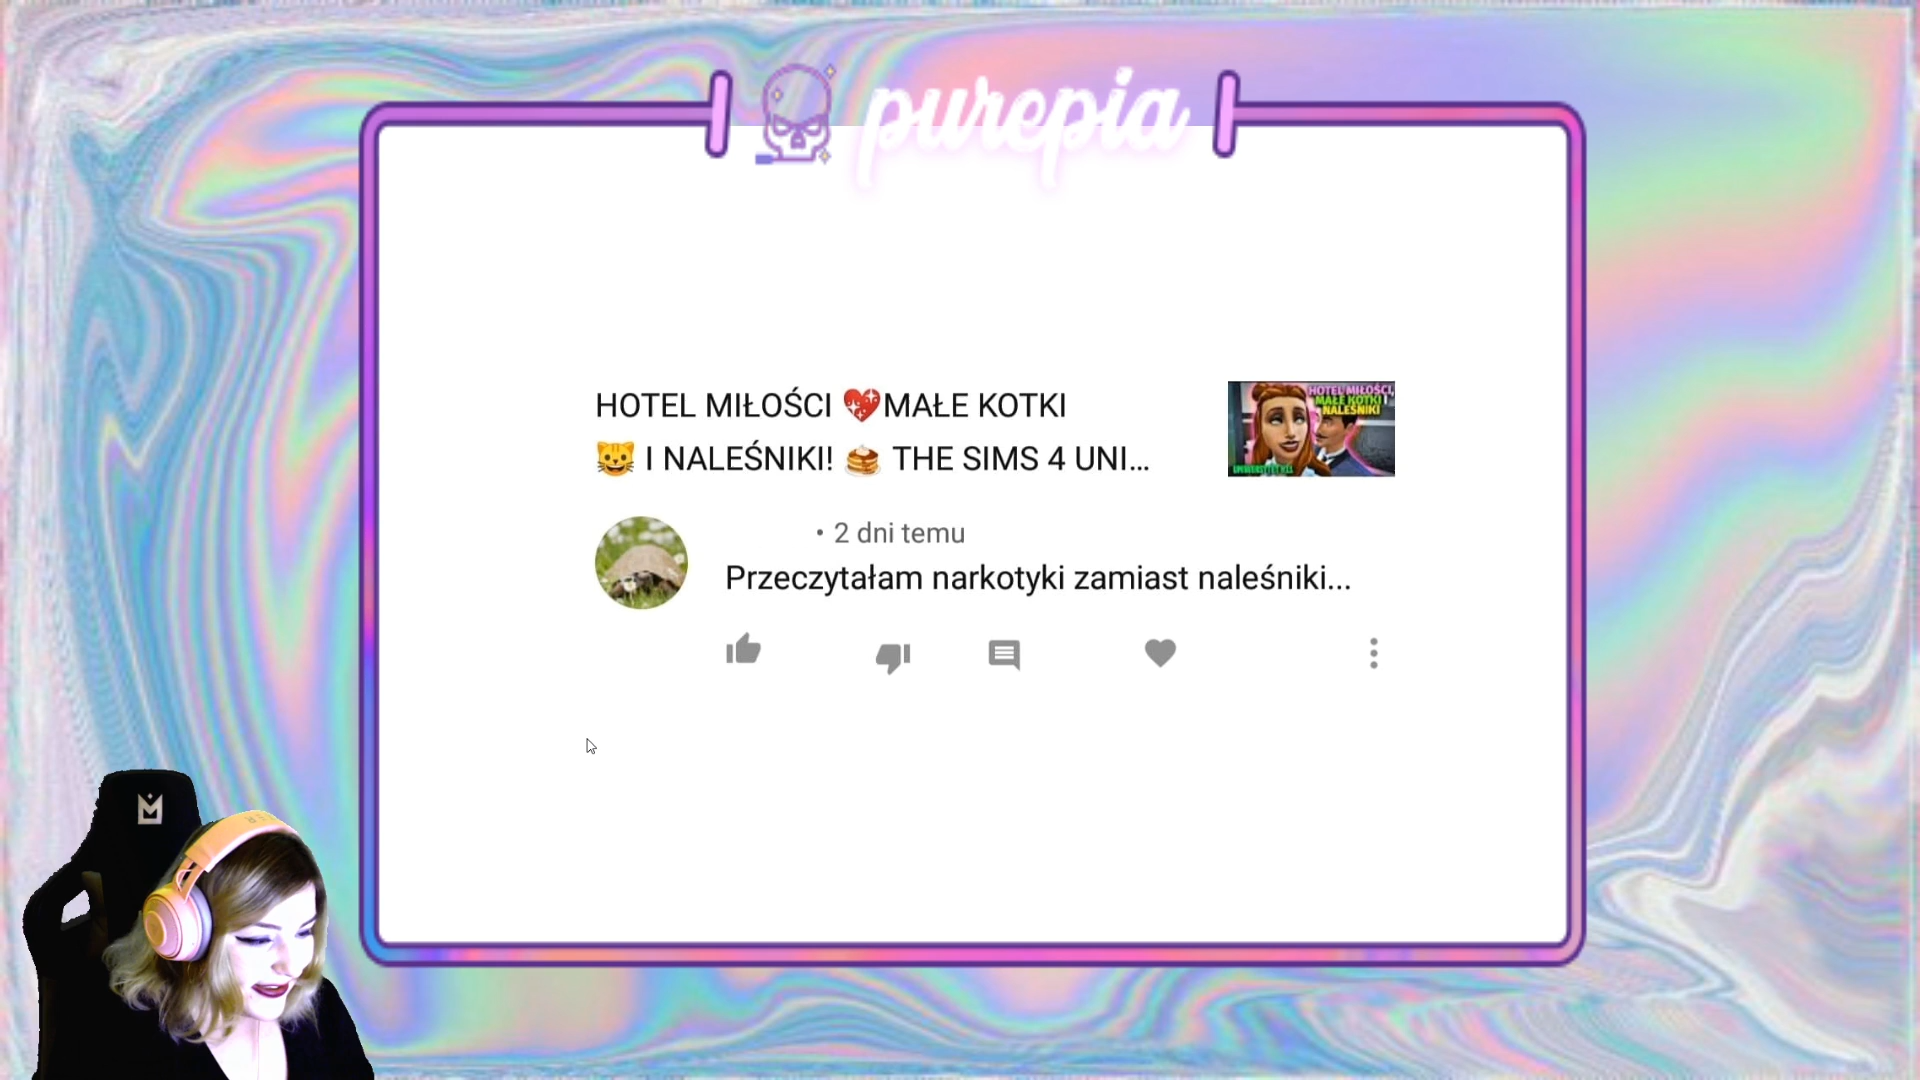 purepia
HOTEL MIŁOŚCI 💖MAŁE KOTKI
😺 I NALEŚNIKI! 🥞 THE SIMS 4 UNI...
HOTEL MIŁOŚCI,
MAŁE KOTKI I
NALEŚNIKI
• 2 dni temu
Przeczytałam narkotyki zamiast naleśniki...